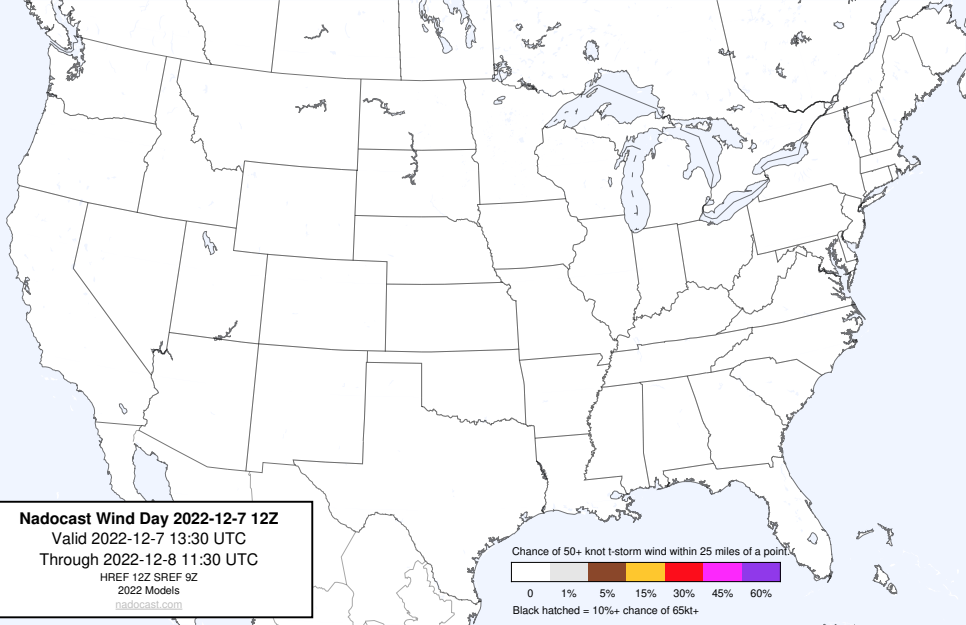 Nadocast Wind Day 2022-12-7 12Z
Valid 2022-12-7 13:30 UTC
Through 2022-12-8 11:30 UTC
HREF 12Z SREF 9Z
2022 Models
nadocast.com
Chance of 50+ knot t-storm wind within 25 miles of a point.
0 1% 5% 15% 30% 45% 60%
Black hatched = 10%+ chance of 65kt+